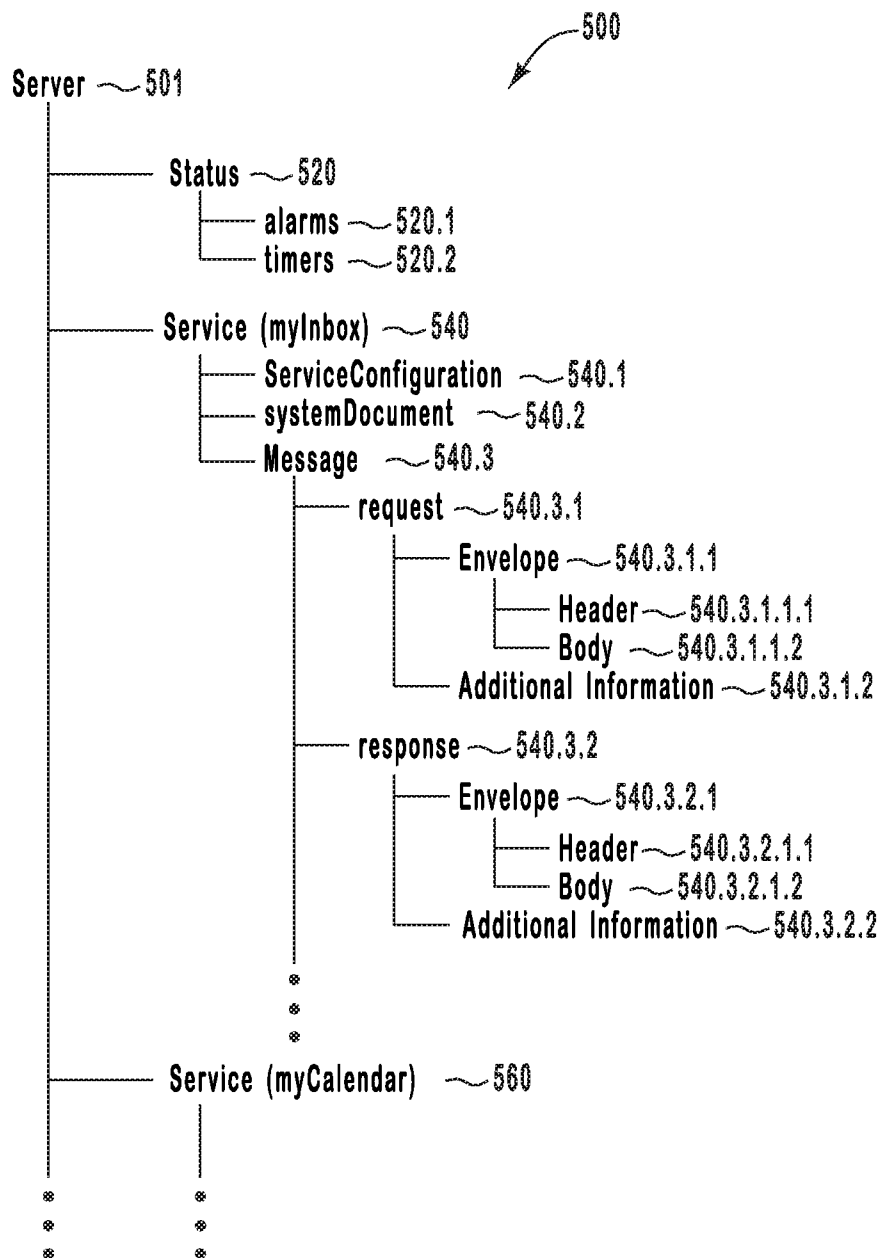 500
Server 501
Status 520
alarms 520.1
timers 520.2
Service (myInbox) 540
ServiceConfiguration 540.1
systemDocument 540.2
Message 540.3
request 540.3.1
Envelope 540.3.1.1
Header 540.3.1.1.1
Body 540.3.1.1.2
Additional Information 540.3.1.2
response 540.3.2
Envelope 540.3.2.1
Header 540.3.2.1.1
Body 540.3.2.1.2
Additional Information 540.3.2.2
Service (myCalendar) 560